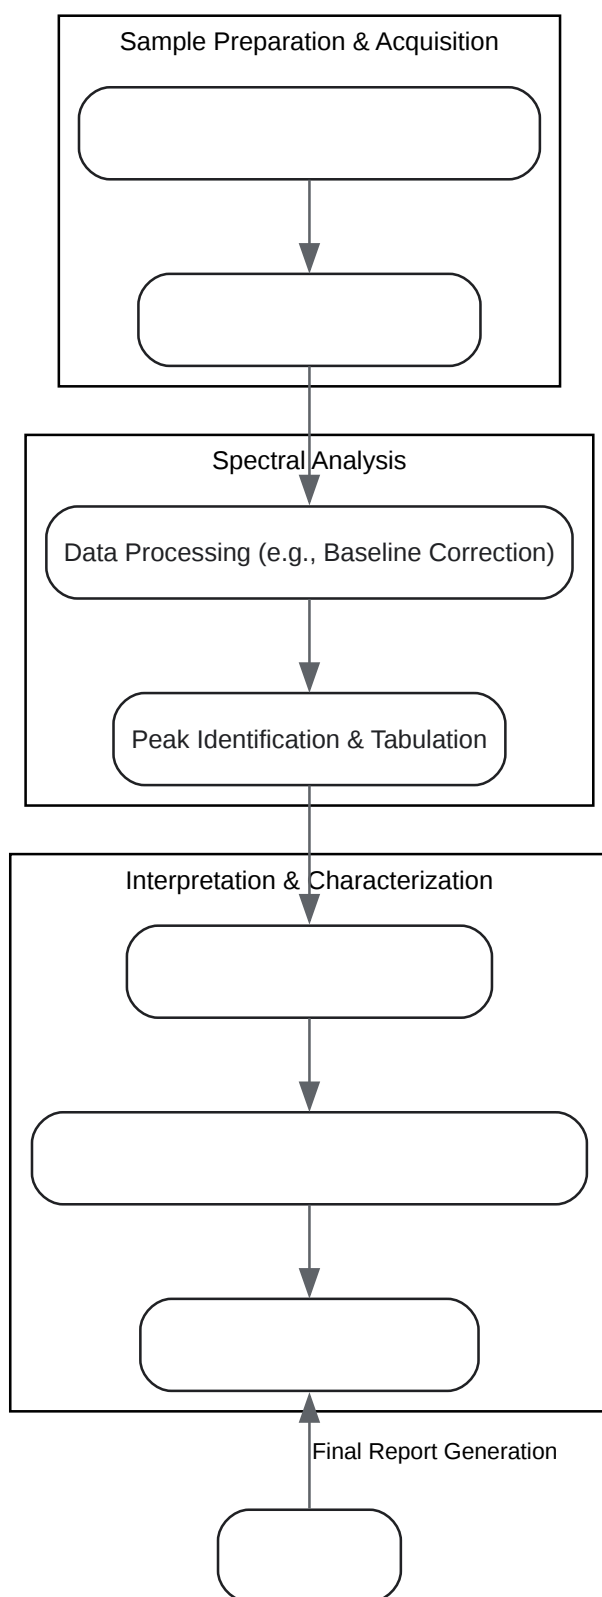 Sample Preparation & Acquisition
Spectral Analysis
Data Processing (e.g., Baseline Correction)
Peak Identification & Tabulation
Interpretation & Characterization
Final Report Generation